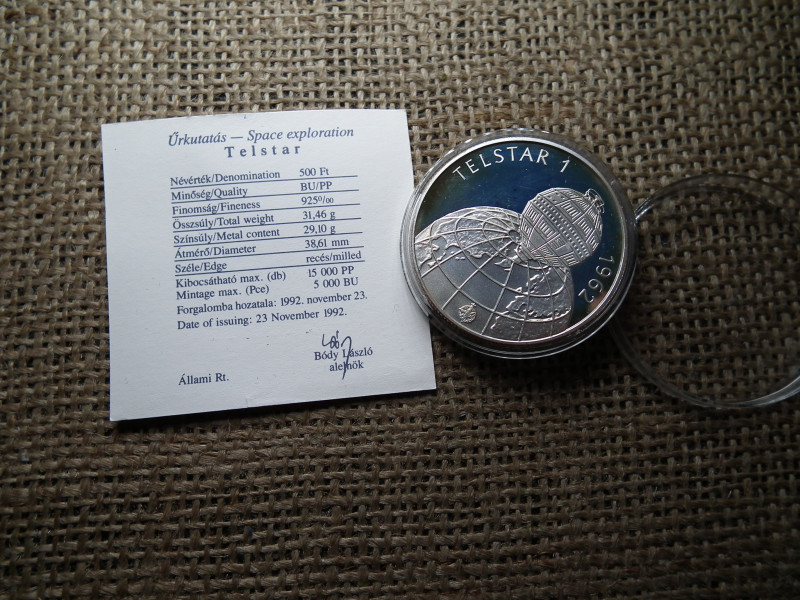 Űrkutatás — Space exploration
Telstar
Névérték/Denomination 500 Ft
Minőség/Quality BU/PP
Finomság/Fineness 925⁰/₀₀
Összsúly/Total weight 31,46 g
Színsúly/Metal content 29,10 g
Átmérő/Diameter 38,61 mm
Széle/Edge recés/milled
Kibocsátható max. (db) 15 000 PP
Mintage max. (Pce) 5 000 BU
Forgalomba hozatala: 1992. november 23.
Date of issuing: 23 November 1992.
Bódy László
alelnök
Állami Rt.
TELSTAR 1
1962